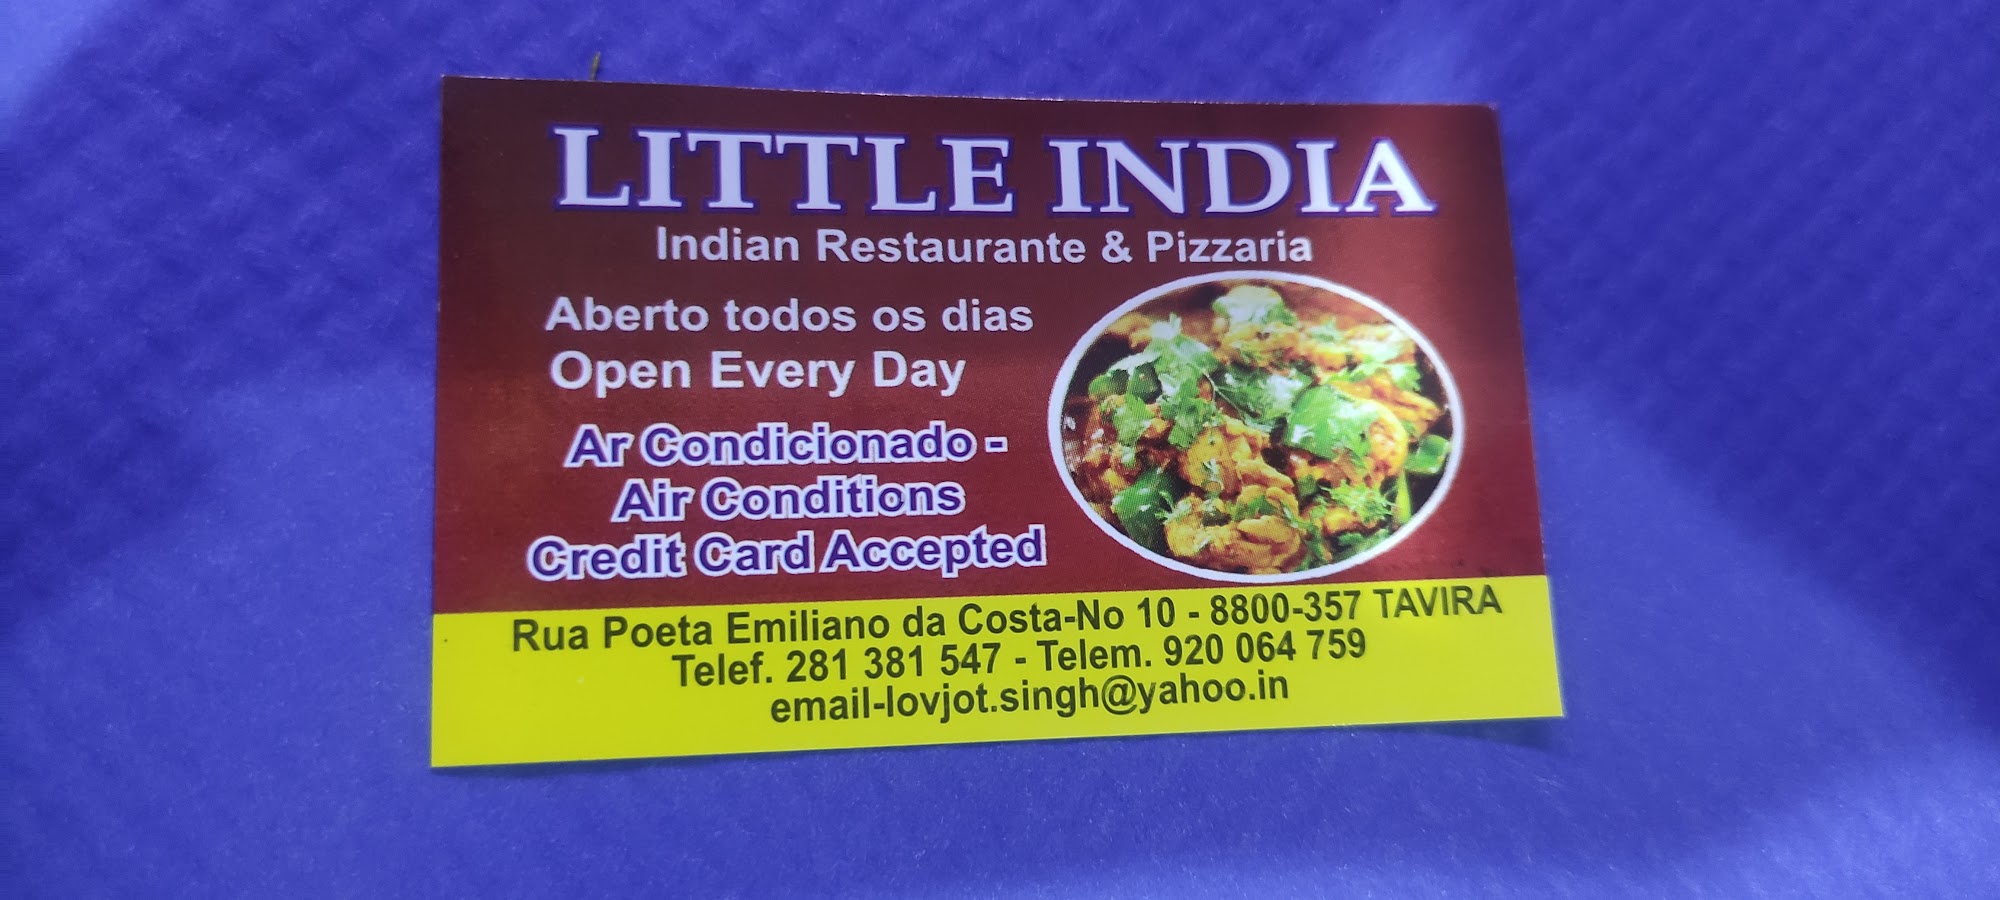 LITTLE INDIA
Indian Restaurante & Pizzaria
Aberto todos os dias
Open Every Day
Ar Condicionado -
Air Conditions
Credit Card Accepted
Rua Poeta Emiliano da Costa-No 10 - 8800-357 TAVIRA
Telef. 281 381 547 - Telem. 920 064 759
email-lovjot.singh@yahoo.in